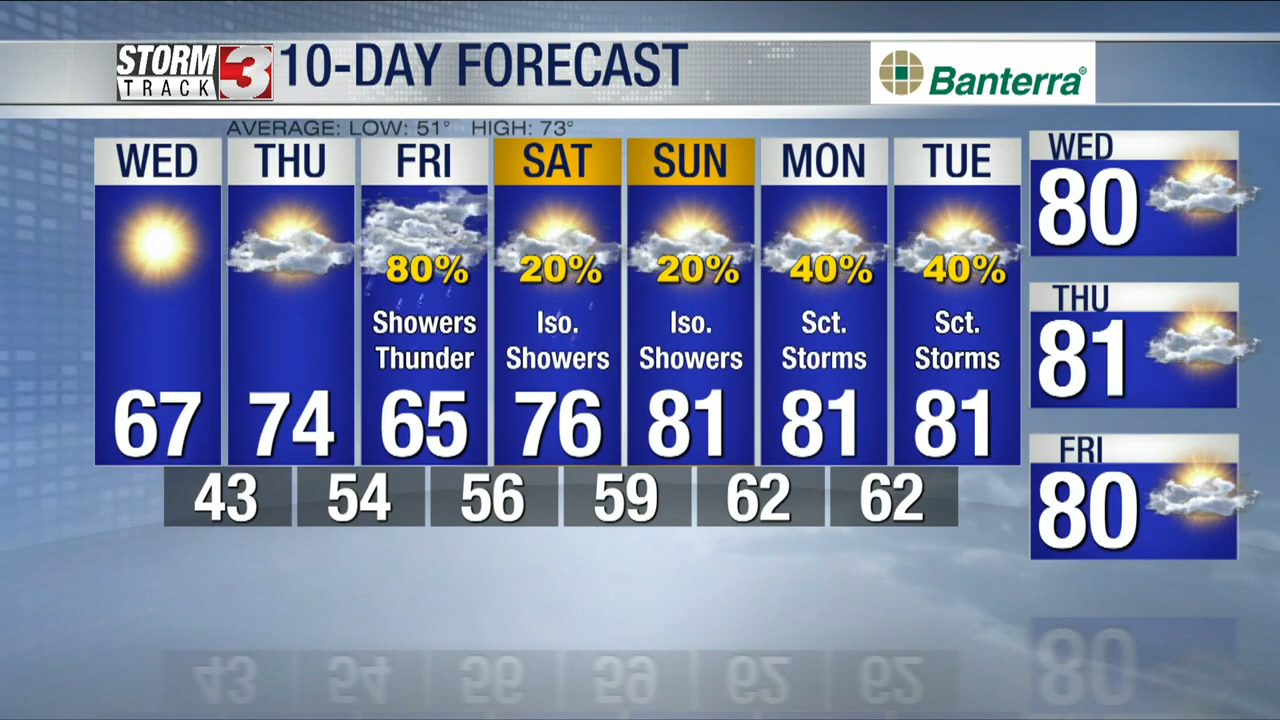 STORM TRACK 3
10-DAY FORECAST
Banterra®
AVERAGE: LOW: 51° HIGH: 73°
WED THU FRI SAT SUN MON TUE
80% 20% 20% 40% 40%
Showers Iso. Iso. Sct. Sct.
Thunder Showers Showers Storms Storms
67 74 65 76 81 81 81
43 54 56 59 62 62
WED
80
THU
81
FRI
80